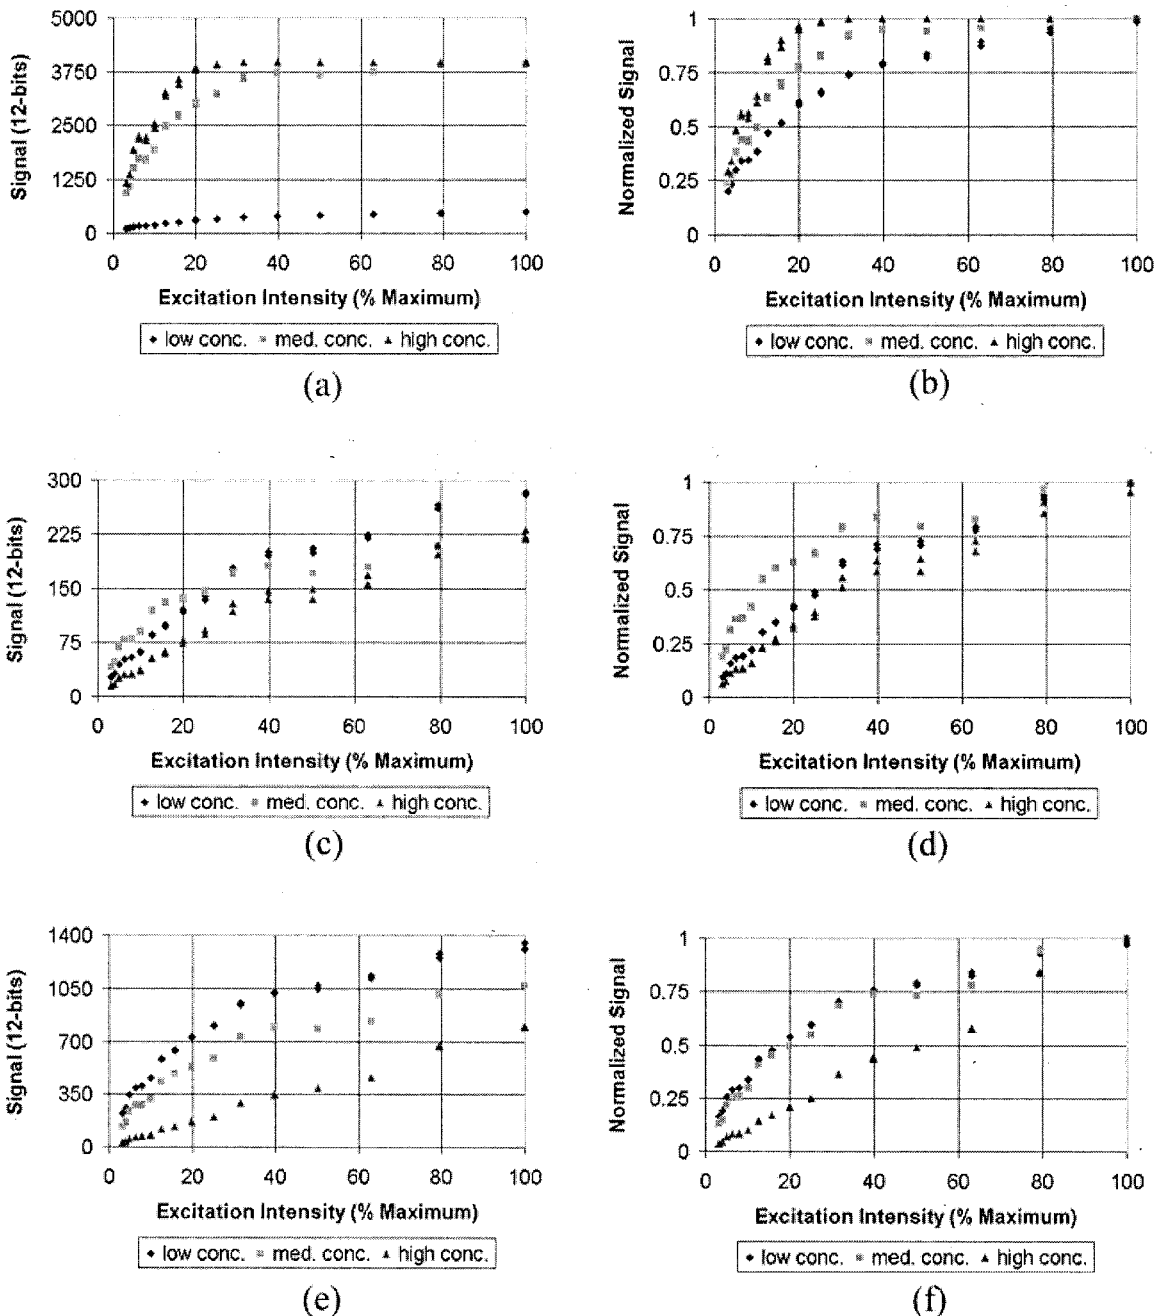 Signal (12-bits)
5000
3750
2500
1250
0
0 20 40 60 80 100
Excitation Intensity (% Maximum)
low conc. med. conc. high conc.
(a)
Normalized Signal
1
0.75
0.5
0.25
0
0 20 40 60 80 100
Excitation Intensity (% Maximum)
low conc. med. conc. high conc.
(b)
Signal (12-bits)
300
225
150
75
0
0 20 40 60 80 100
Excitation Intensity (% Maximum)
low conc. med. conc. high conc.
(c)
Normalized Signal
1
0.75
0.5
0.25
0
0 20 40 60 80 100
Excitation Intensity (% Maximum)
low conc. med. conc. high conc.
(d)
Signal (12-bits)
1400
1050
700
350
0
0 20 40 60 80 100
Excitation Intensity (% Maximum)
low conc. med. conc. high conc.
(e)
Normalized Signal
1
0.75
0.5
0.25
0
0 20 40 60 80 100
Excitation Intensity (% Maximum)
low conc. med. conc. high conc.
(f)